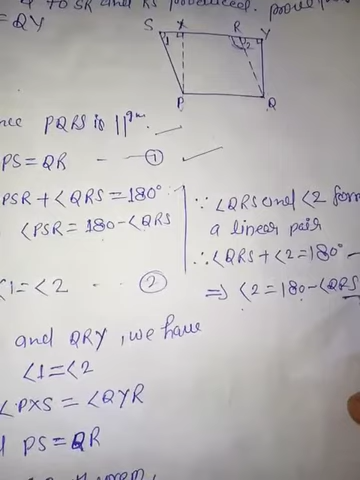 Q to SR and RS produced. prove
= QY
S X R Y
1 2
P Q
PQRS is ||gm.
PS = QR --- ①
PSR + <QRS = 180°
<PSR = 180 - <QRS
∵ <QRS and <2 form
a linear pair
∴ <QRS + <2 = 180°
⇒ <2 = 180 - <QRS
<1 = <2 -- ②
and QRY, we have
<1 = <2
<PXS = <QYR
PS = QR